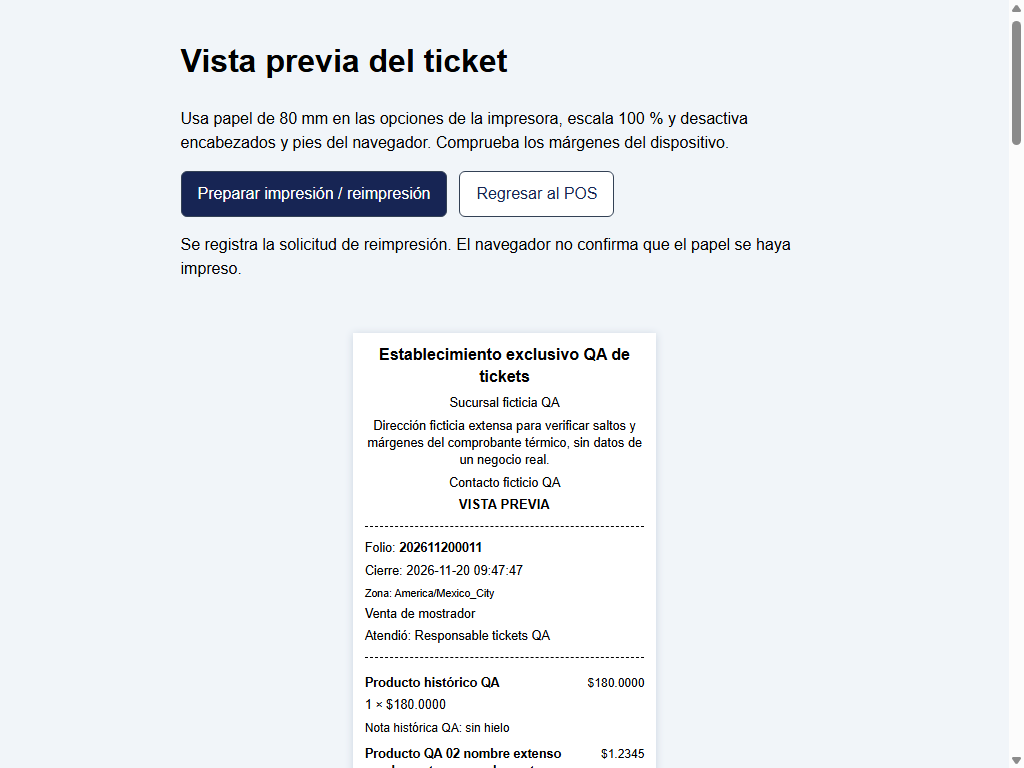 Vista previa del ticket
Usa papel de 80 mm en las opciones de la impresora, escala 100 % y desactiva
encabezados y pies del navegador. Comprueba los márgenes del dispositivo.
Preparar impresión / reimpresión
Regresar al POS
Se registra la solicitud de reimpresión. El navegador no confirma que el papel se haya
impreso.
Establecimiento exclusivo QA de
tickets
Sucursal ficticia QA
Dirección ficticia extensa para verificar saltos y
márgenes del comprobante térmico, sin datos de
un negocio real.
Contacto ficticio QA
VISTA PREVIA
Folio: 202611200011
Cierre: 2026-11-20 09:47:47
Zona: America/Mexico_City
Venta de mostrador
Atendió: Responsable tickets QA
Producto histórico QA $180.0000
1 × $180.0000
Nota histórica QA: sin hielo
Producto QA 02 nombre extenso $1.2345